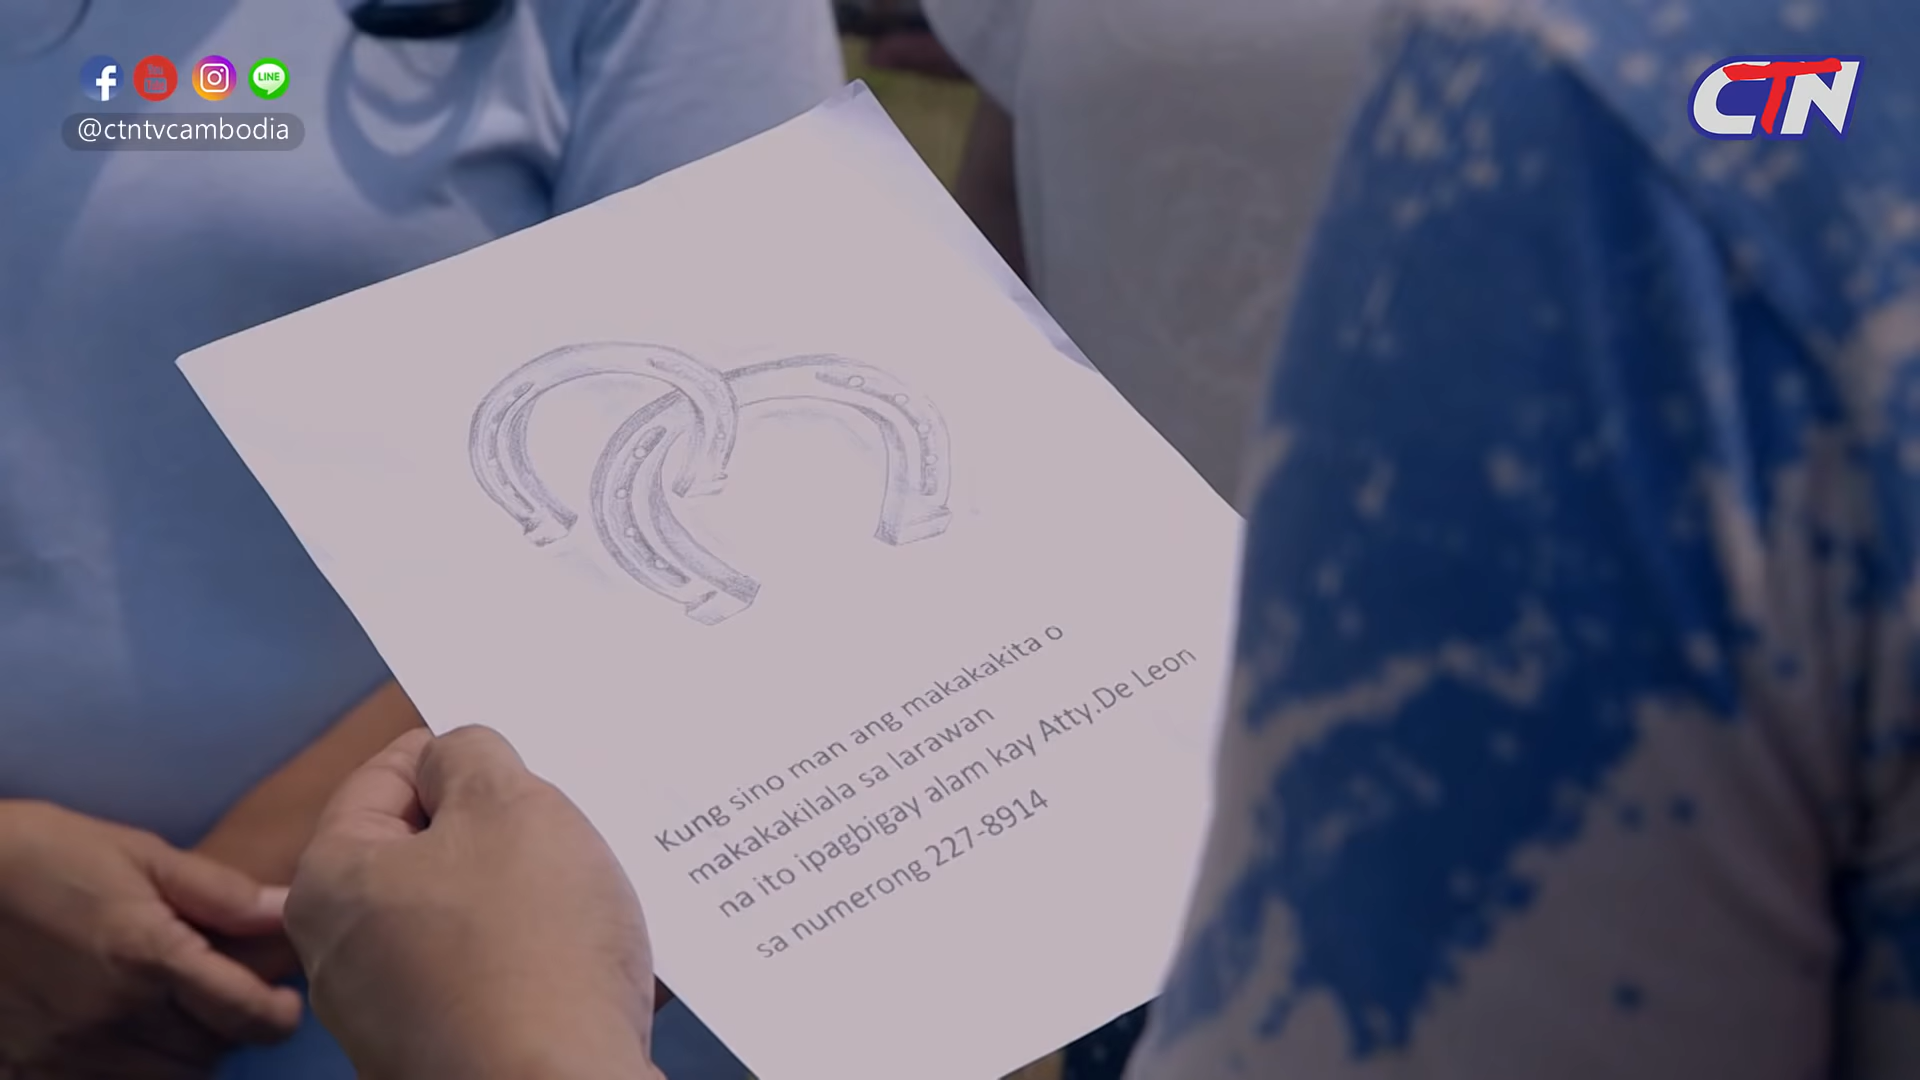 @ctntvcambodia
LINE
CTN
Kung sino man ang makakakita o
makakakilala sa larawan
na ito ipagbigay alam kay Atty.De Leon
sa numerong 227-8914